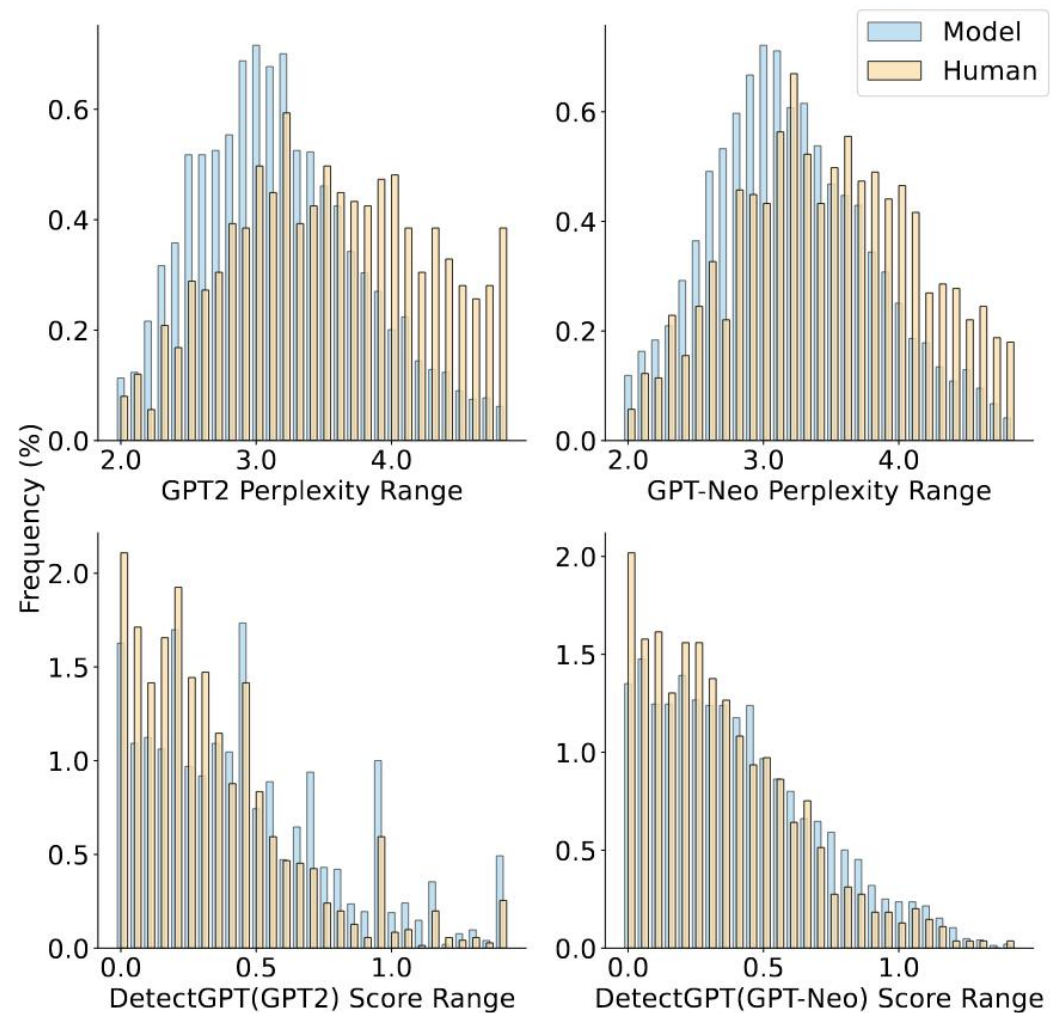 Model
Human
Frequency (%)
0.6
0.4
0.2
0.0
2.0 3.0 4.0
GPT2 Perplexity Range
0.6
0.4
0.2
0.0
2.0 3.0 4.0
GPT-Neo Perplexity Range
2.0
1.5
1.0
0.5
0.0
0.0 0.5 1.0
DetectGPT(GPT2) Score Range
2.0
1.5
1.0
0.5
0.0
0.0 0.5 1.0
DetectGPT(GPT-Neo) Score Range